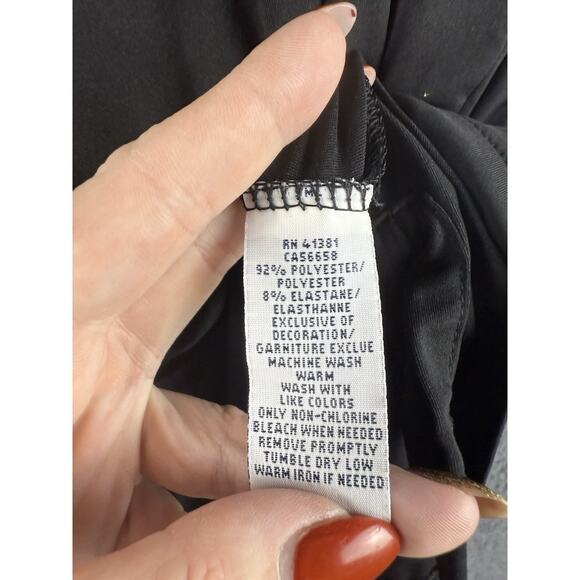 RN 41381
CA56658
92% POLYESTER/
POLYESTER
8% ELASTANE/
ELASTHANNE
EXCLUSIVE OF
DECORATION/
GARNITURE EXCLUE
MACHINE WASH
WARM
WASH WITH
LIKE COLORS
ONLY NON-CHLORINE
BLEACH WHEN NEEDED
REMOVE PROMPTLY
TUMBLE DRY LOW
WARM IRON IF NEEDED